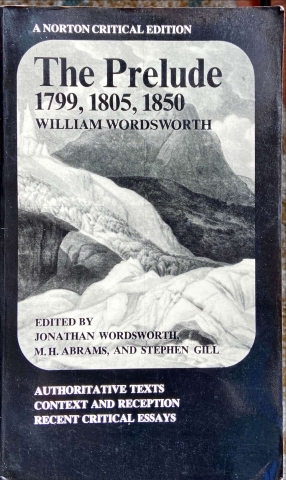 A NORTON CRITICAL EDITION
The Prelude
1799, 1805, 1850
WILLIAM WORDSWORTH
EDITED BY
JONATHAN WORDSWORTH,
M. H. ABRAMS, AND STEPHEN GILL
AUTHORITATIVE TEXTS
CONTEXT AND RECEPTION
RECENT CRITICAL ESSAYS